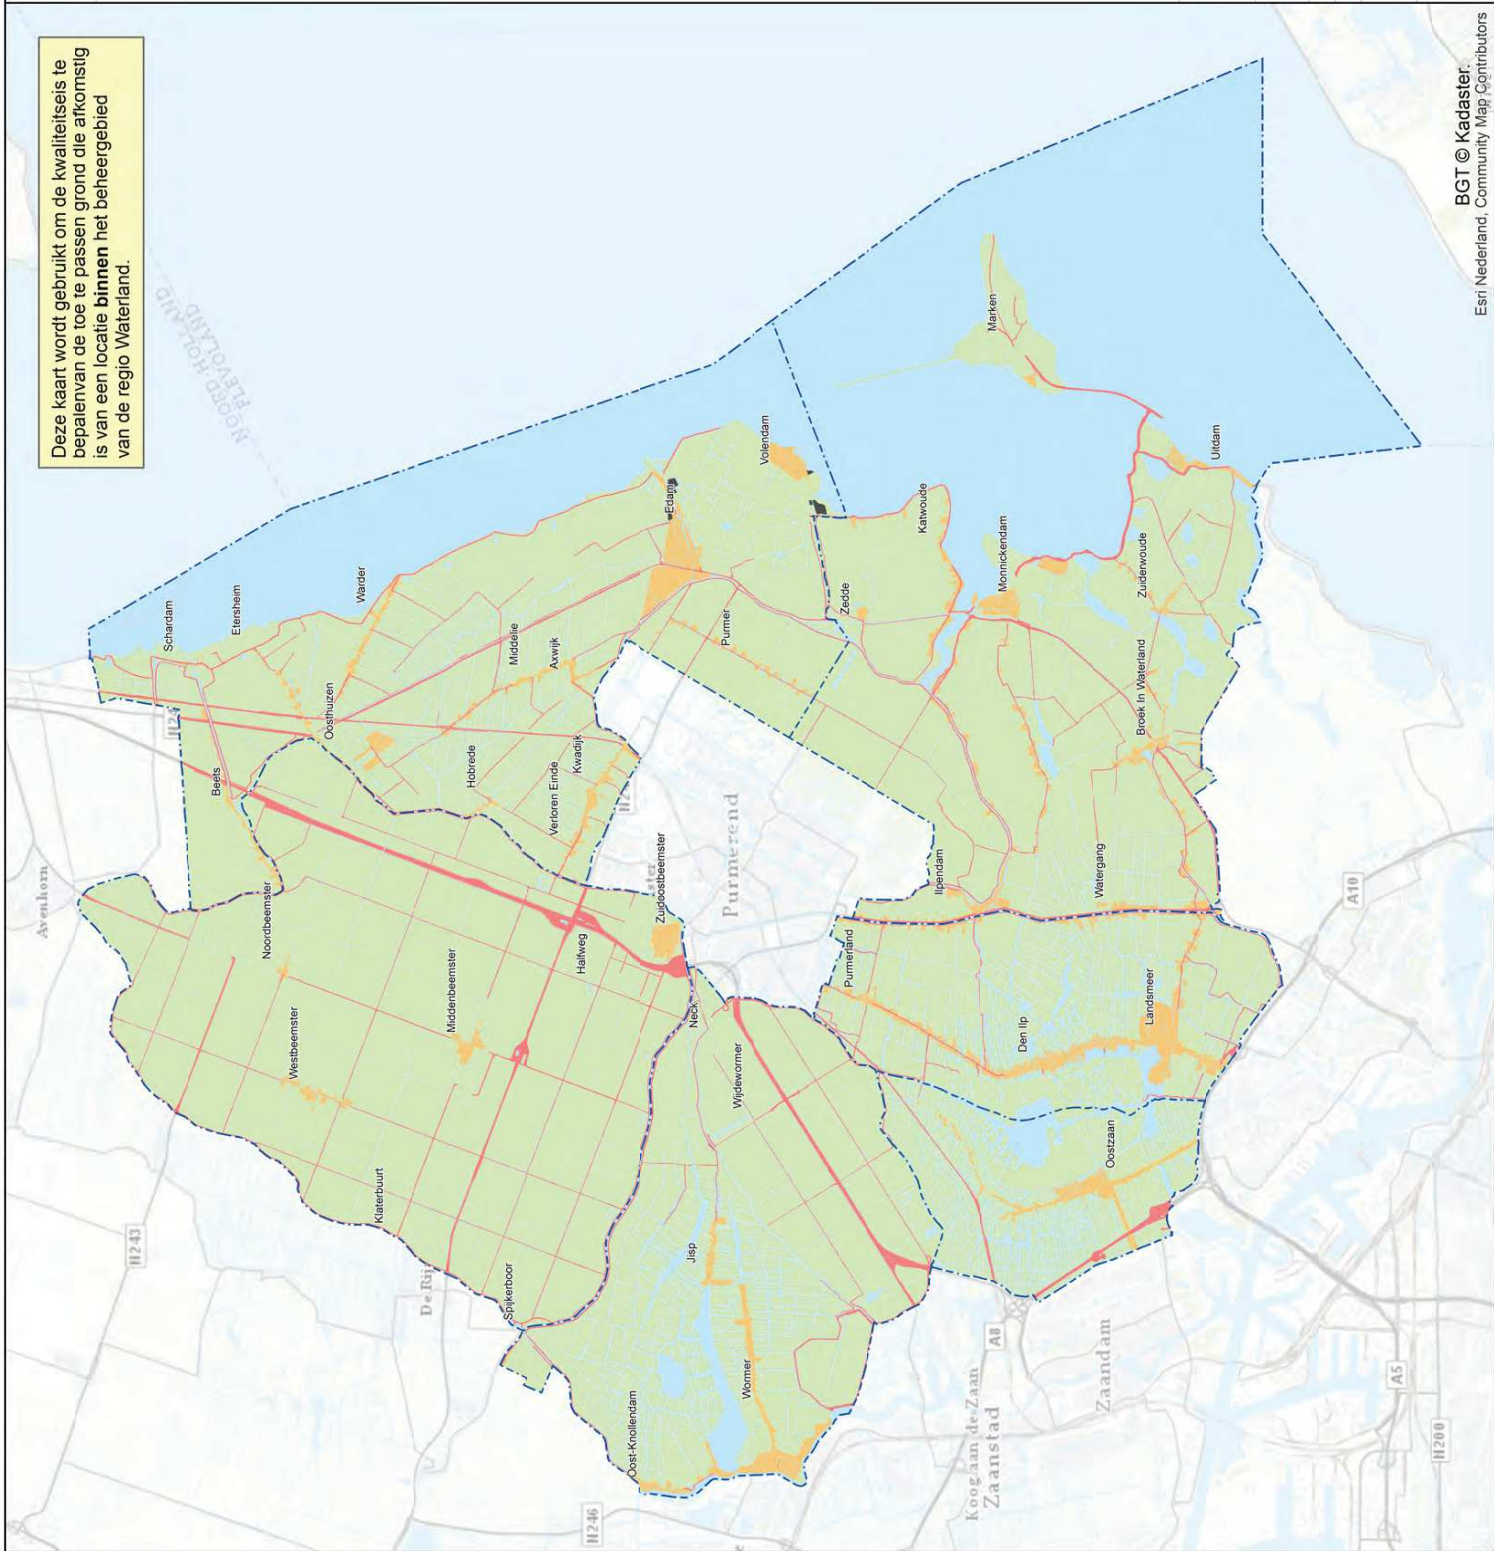 Deze kaart wordt gebruikt om de kwaliteitseis te
bepalenvan de toe te passen grond die afkomstig
is van een locatie binnen het beheergebied
van de regio Waterland.
NOORD-HOLLAND
FLEVOLAND
Avenhorn
Schardam
Etersheim
Warder
Beets
Oosthuizen
Middelie
Axwijk
Hobrede
Kwadijk
Verloren Einde
Edam
Volendam
Purmer
Zedde
Katwoude
Monnickendam
Marken
Uitdam
Zuiderwoude
Broek In Waterland
Noordbeemster
Westbeemster
Middenbeemster
Halfweg
Zuidoostbeemster
Purmerend
Klaterbuurt
N243
De Rijp
Spijkerboor
Neck
Wijdewormer
Jisp
Wormer
Oost-Knollendam
N246
Purmerland
Ilpendam
Watergang
Den Ilp
Landsmeer
Oostzaan
A10
A8
Koog aan de Zaan
Zaanstad
Zaandam
A5
N200
BGT © Kadaster.
Esri Nederland, Community Map Contributors